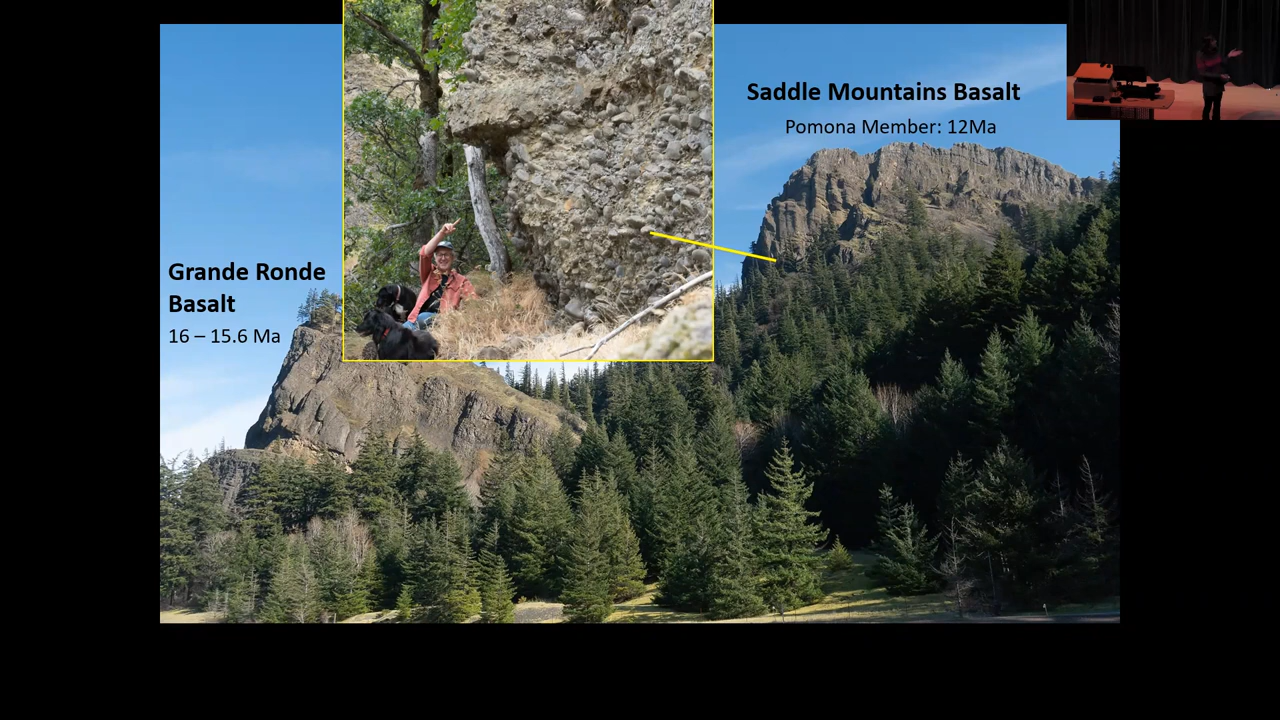 Saddle Mountains Basalt
Pomona Member: 12Ma
Grande Ronde
Basalt
16 – 15.6 Ma